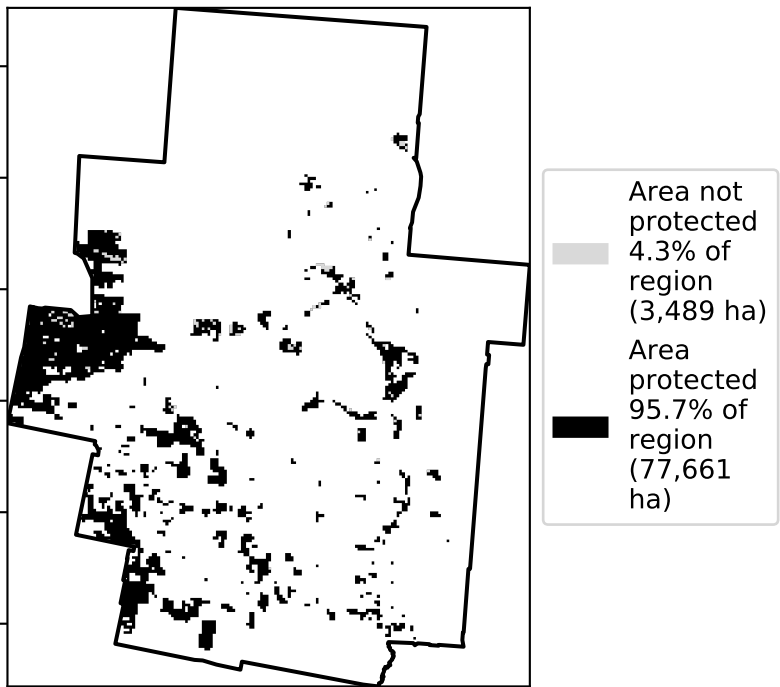 Area not
protected
4.3% of
region
(3,489 ha)
Area
protected
95.7% of
region
(77,661
ha)